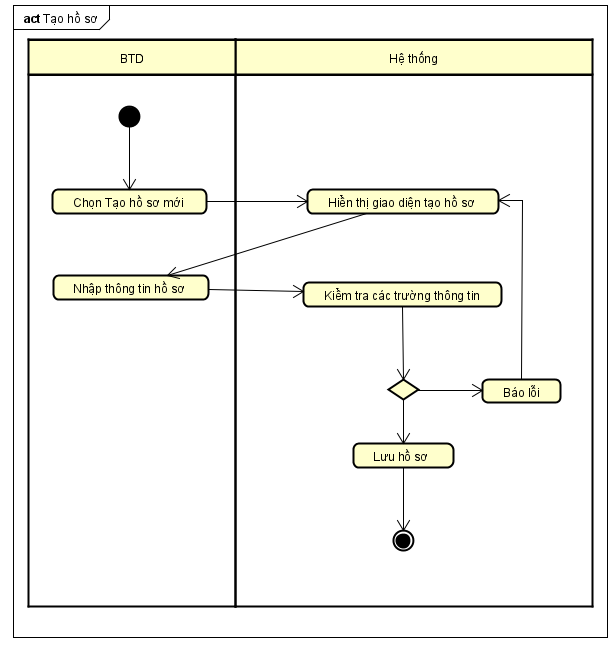 act Tạo hồ sơ
BTD
Hệ thống
Chọn Tạo hồ sơ mới
Hiển thị giao diện tạo hồ sơ
Nhập thông tin hồ sơ
Kiểm tra các trường thông tin
Báo lỗi
Lưu hồ sơ